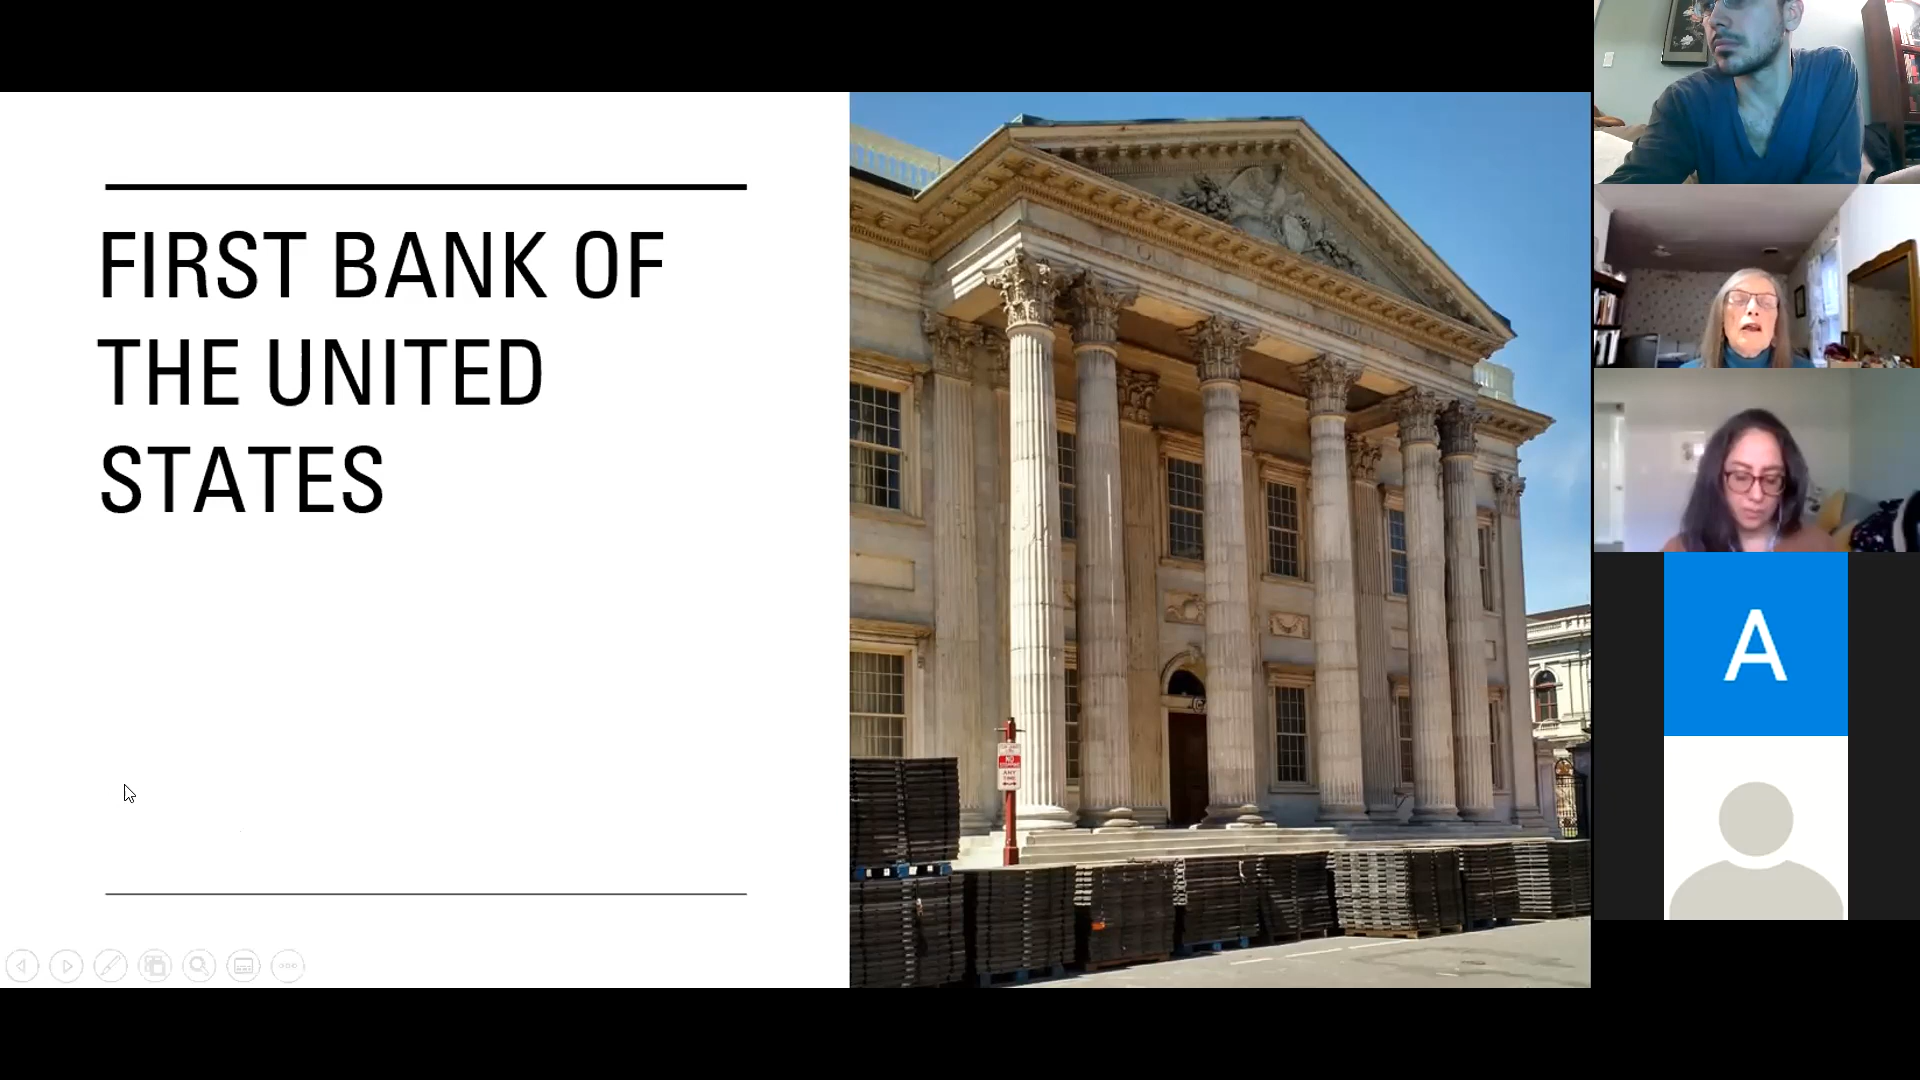 FIRST BANK OF
THE UNITED
STATES
NO
ANY
TIME
A